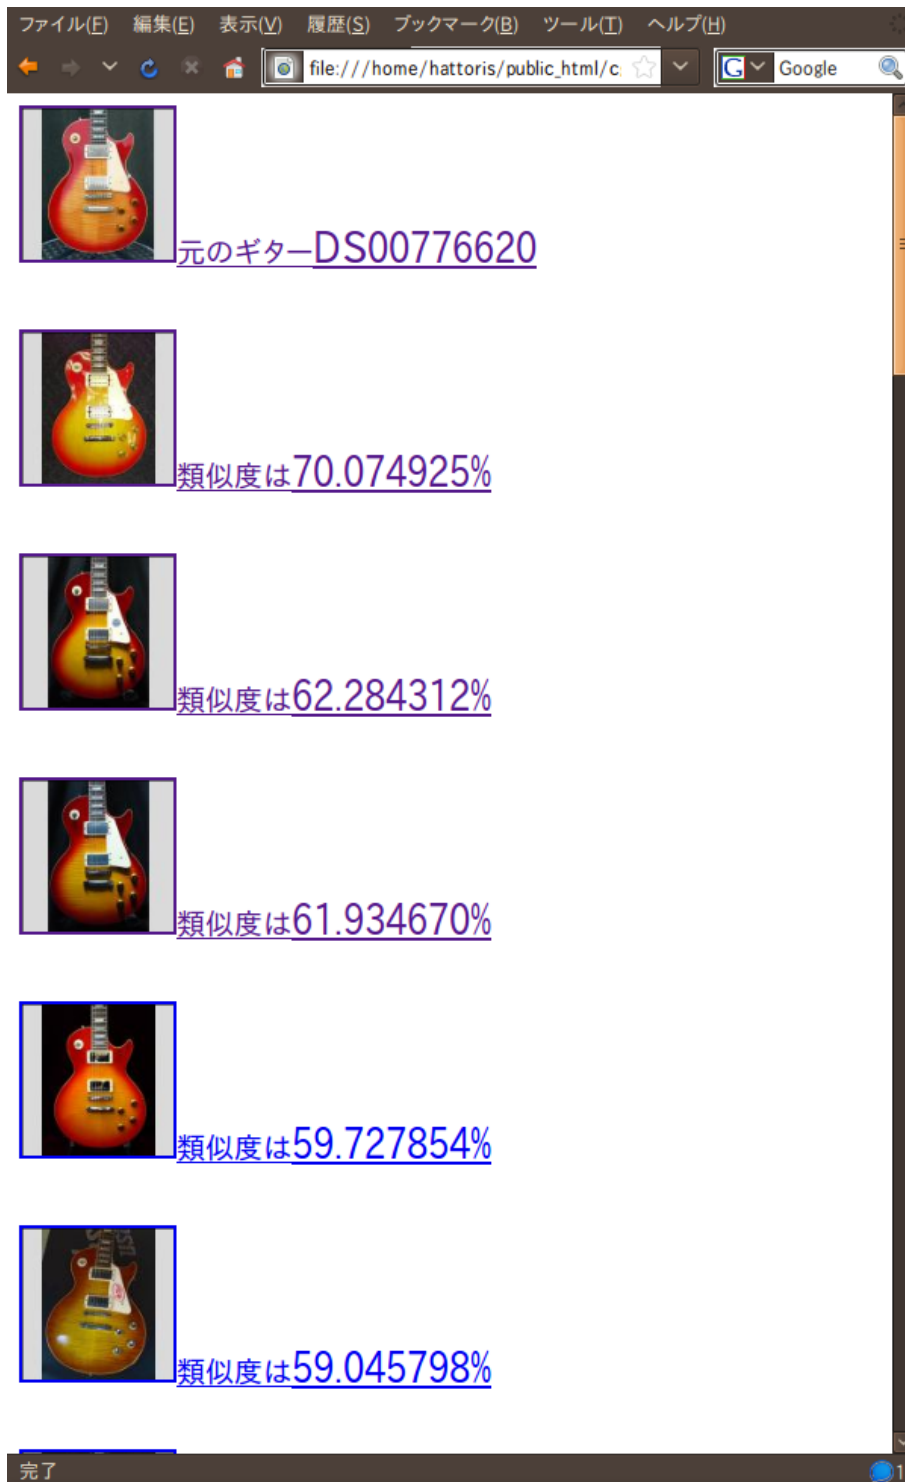 ファイル(F) 編集(E) 表示(V) 履歴(S) ブックマーク(B) ツール(T) ヘルプ(H)
file:///home/hattoris/public_html/c Google
元のギターDS00776620
類似度は70.074925%
類似度は62.284312%
類似度は61.934670%
類似度は59.727854%
類似度は59.045798%
完了 1